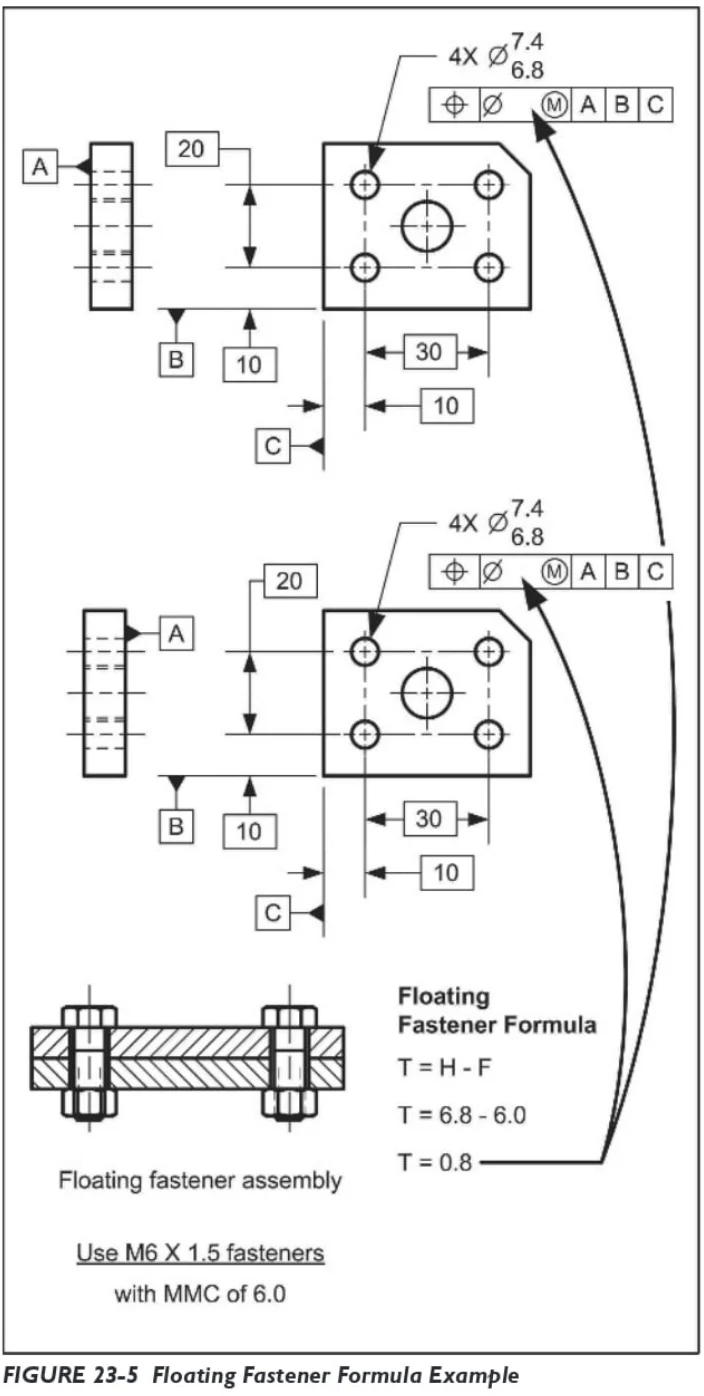 4X ⌀ 7.4
6.8
⌖ ⌀ Ⓜ A B C
A
20
B
10
30
10
C
4X ⌀ 7.4
6.8
⌖ ⌀ Ⓜ A B C
20
A
B
10
30
10
C
Floating
Fastener Formula
T = H - F
T = 6.8 - 6.0
T = 0.8
Floating fastener assembly
Use M6 X 1.5 fasteners
with MMC of 6.0
FIGURE 23-5 Floating Fastener Formula Example